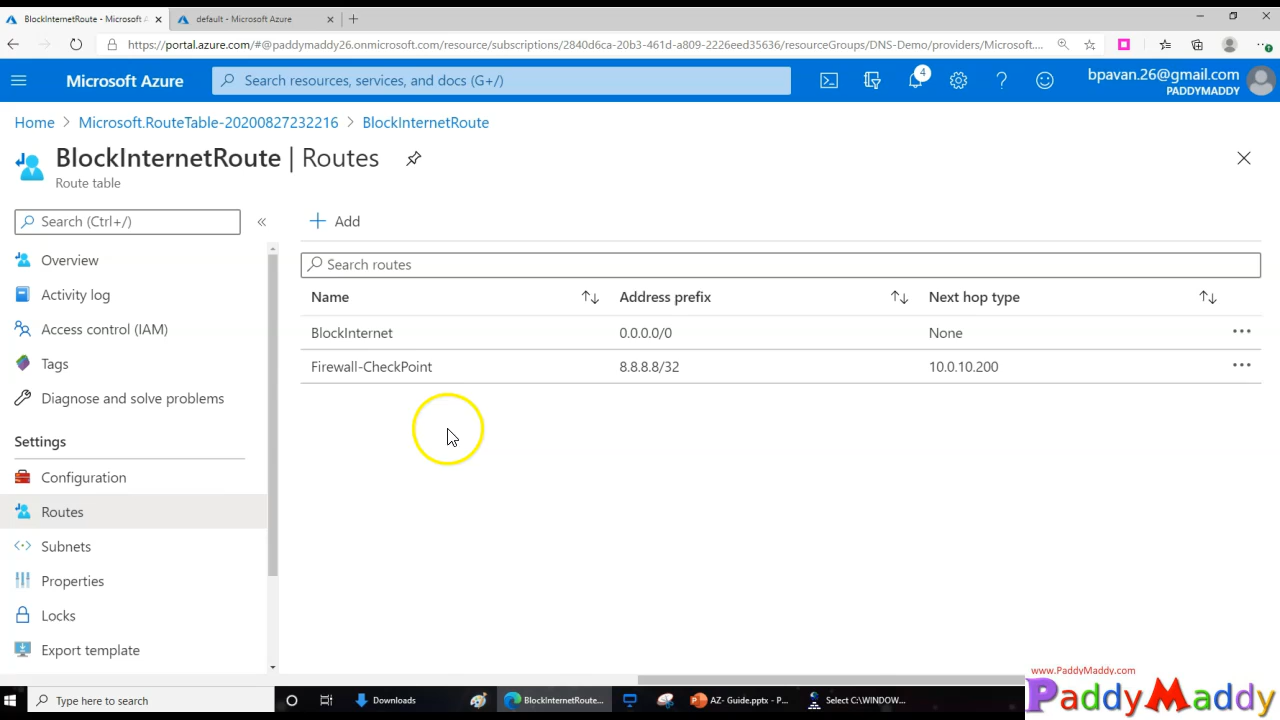 BlockInternetRoute - Microsoft A
default - Microsoft Azure
https://portal.azure.com/#@paddymaddy26.onmicrosoft.com/resource/subscriptions/2840d6ca-20b3-461d-a809-2226eed35636/resourceGroups/DNS-Demo/providers/Microsoft....
Microsoft Azure
Search resources, services, and docs (G+/)
4
bpavan.26@gmail.com
PADDYMADDY
Home > Microsoft.RouteTable-20200827232216 > BlockInternetRoute
BlockInternetRoute | Routes
Route table
Search (Ctrl+/)
«
Overview
Activity log
Access control (IAM)
Tags
Diagnose and solve problems
Settings
Configuration
Routes
Subnets
Properties
Locks
Export template
Add
Search routes
Name Address prefix Next hop type
BlockInternet 0.0.0.0/0 None
Firewall-CheckPoint 8.8.8.8/32 10.0.10.200
www.PaddyMaddy.com
PaddyMaddy
Type here to search
Downloads
BlockInternetRoute...
AZ- Guide.pptx - P...
Select C:\WINDOW...